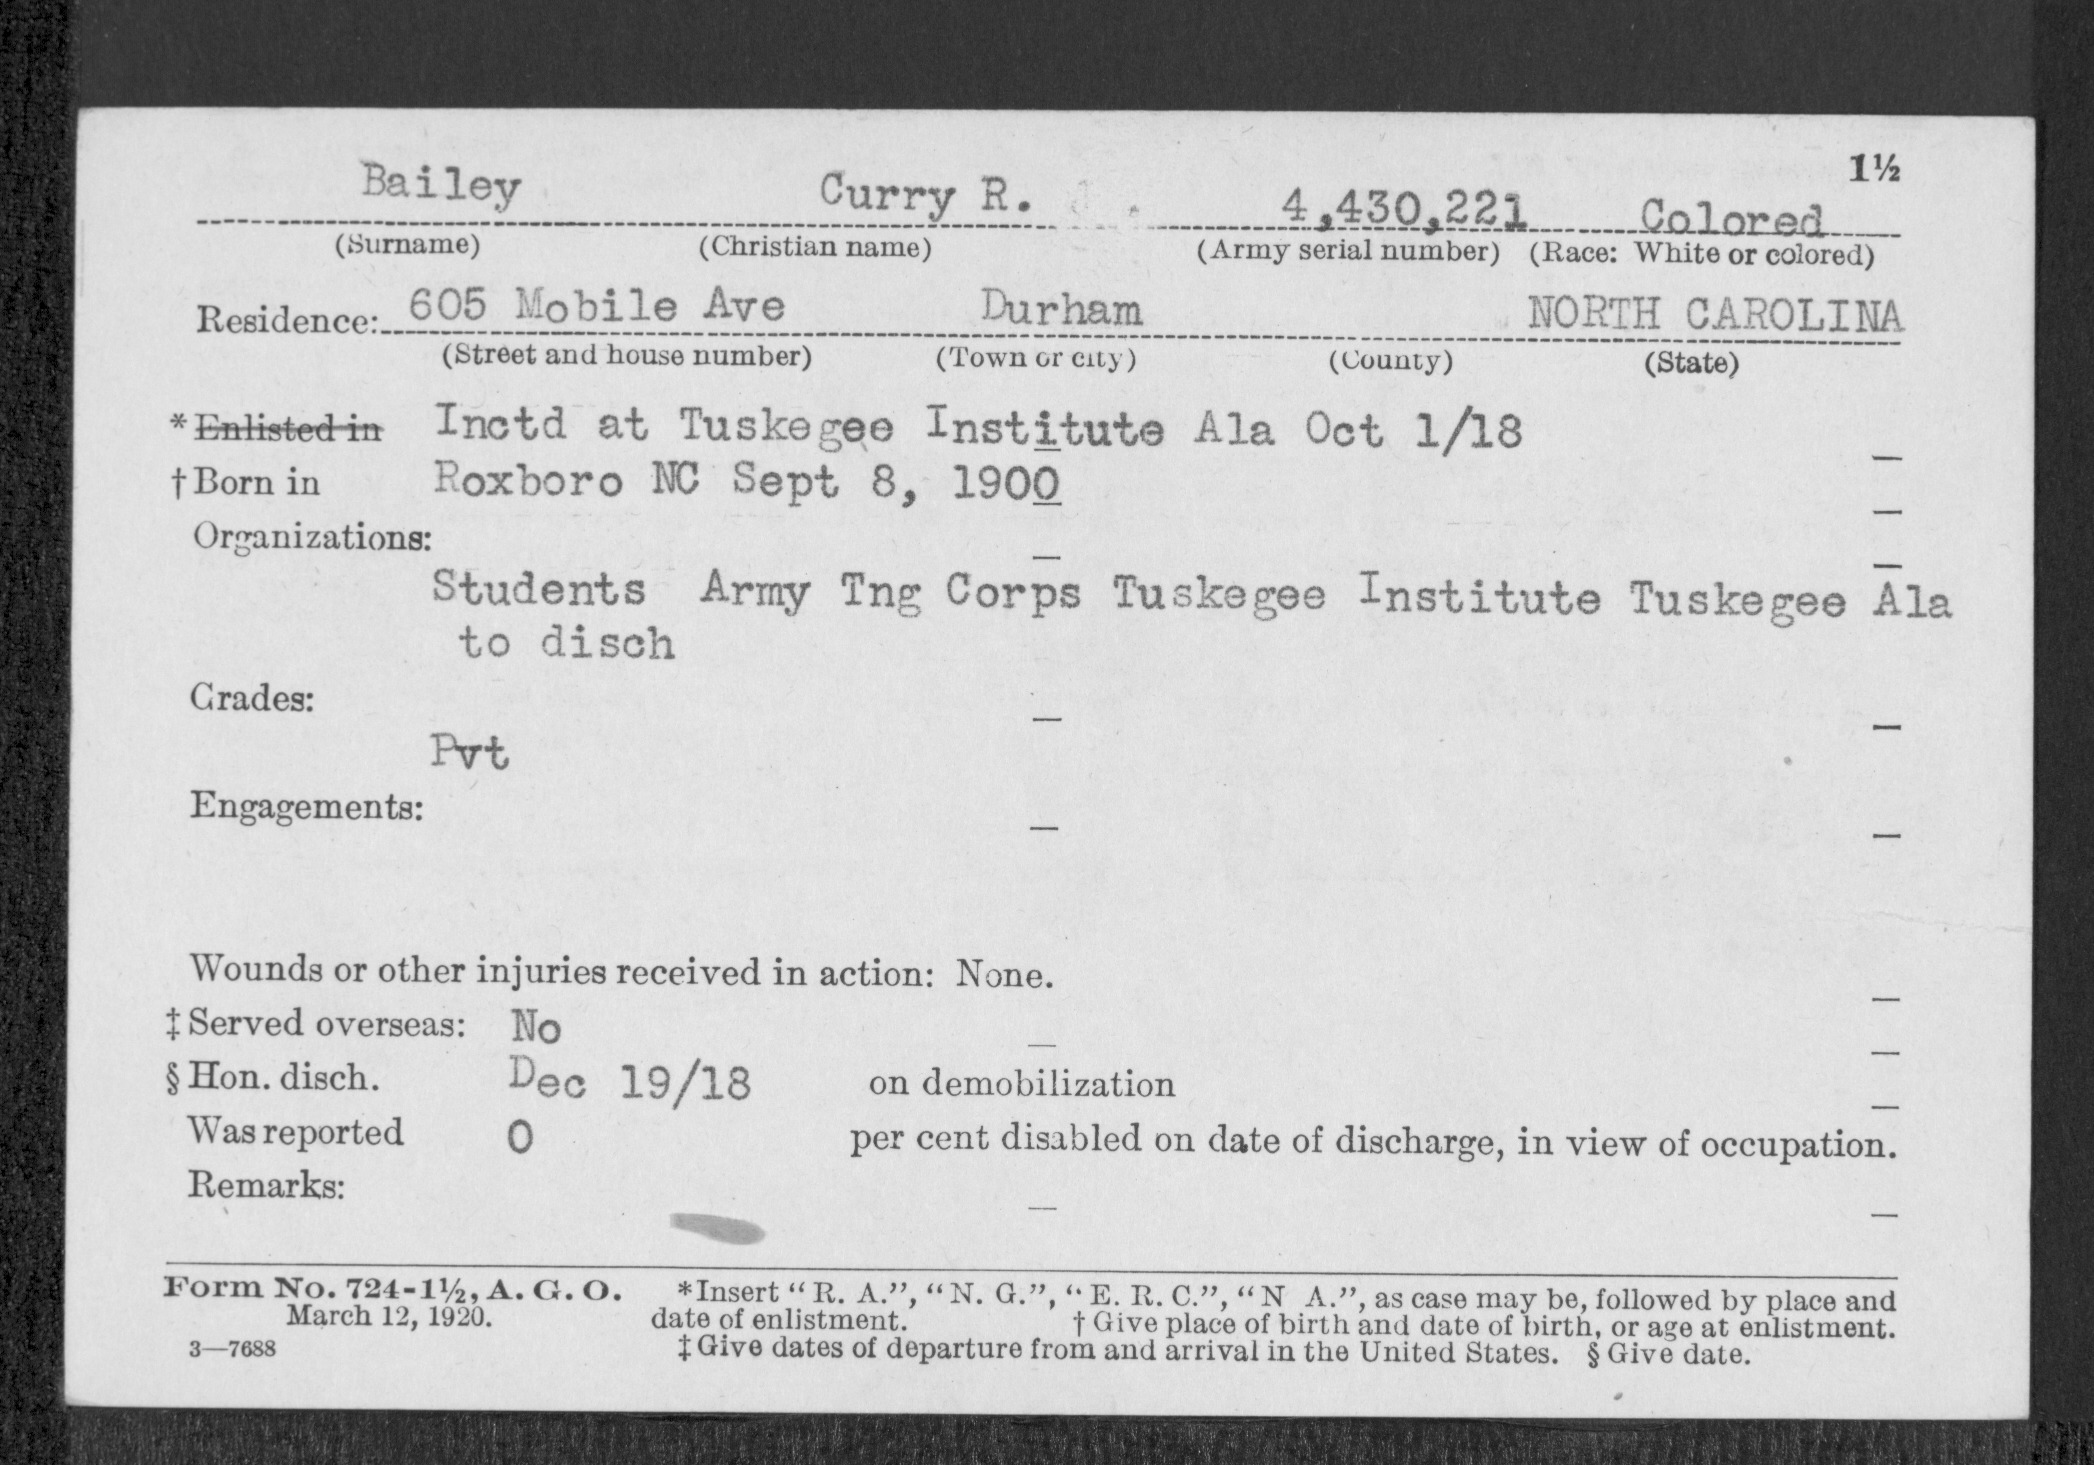 1½
Bailey Curry R. 4,430,221 Colored
(Surname) (Christian name) (Army serial number) (Race: White or colored)
Residence: 605 Mobile Ave Durham NORTH CAROLINA
(Street and house number) (Town or city) (County) (State)
*Enlisted in Inctd at Tuskegee Institute Ala Oct 1/18
†Born in Roxboro NC Sept 8, 1900
Organizations:
Students Army Tng Corps Tuskegee Institute Tuskegee Ala
to disch
Grades:
Pvt
Engagements:
Wounds or other injuries received in action: None.
‡Served overseas: No
§Hon. disch. Dec 19/18 on demobilization
Was reported 0 per cent disabled on date of discharge, in view of occupation.
Remarks:
Form No. 724-1½, A. G. O. *Insert "R. A.", "N. G.", "E. R. C.", "N A.", as case may be, followed by place and
March 12, 1920. date of enlistment. †Give place of birth and date of birth, or age at enlistment.
3—7688 ‡Give dates of departure from and arrival in the United States. §Give date.